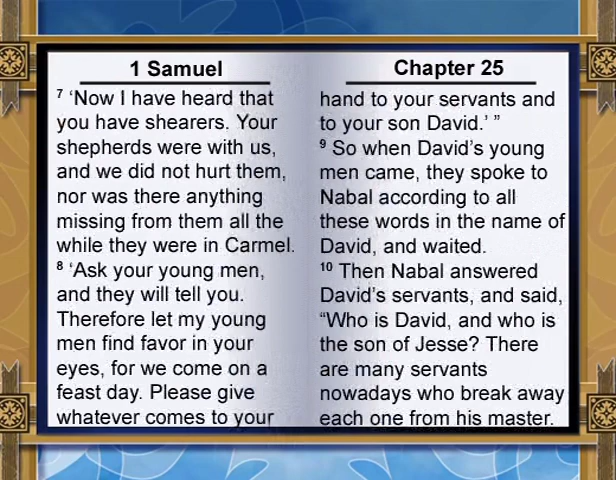 1 Samuel
7 ‘Now I have heard that
you have shearers. Your
shepherds were with us,
and we did not hurt them,
nor was there anything
missing from them all the
while they were in Carmel.
8 ‘Ask your young men,
and they will tell you.
Therefore let my young
men find favor in your
eyes, for we come on a
feast day. Please give
whatever comes to your
Chapter 25
hand to your servants and
to your son David.’ ”
9 So when David’s young
men came, they spoke to
Nabal according to all
these words in the name of
David, and waited.
10 Then Nabal answered
David’s servants, and said,
“Who is David, and who is
the son of Jesse? There
are many servants
nowadays who break away
each one from his master.